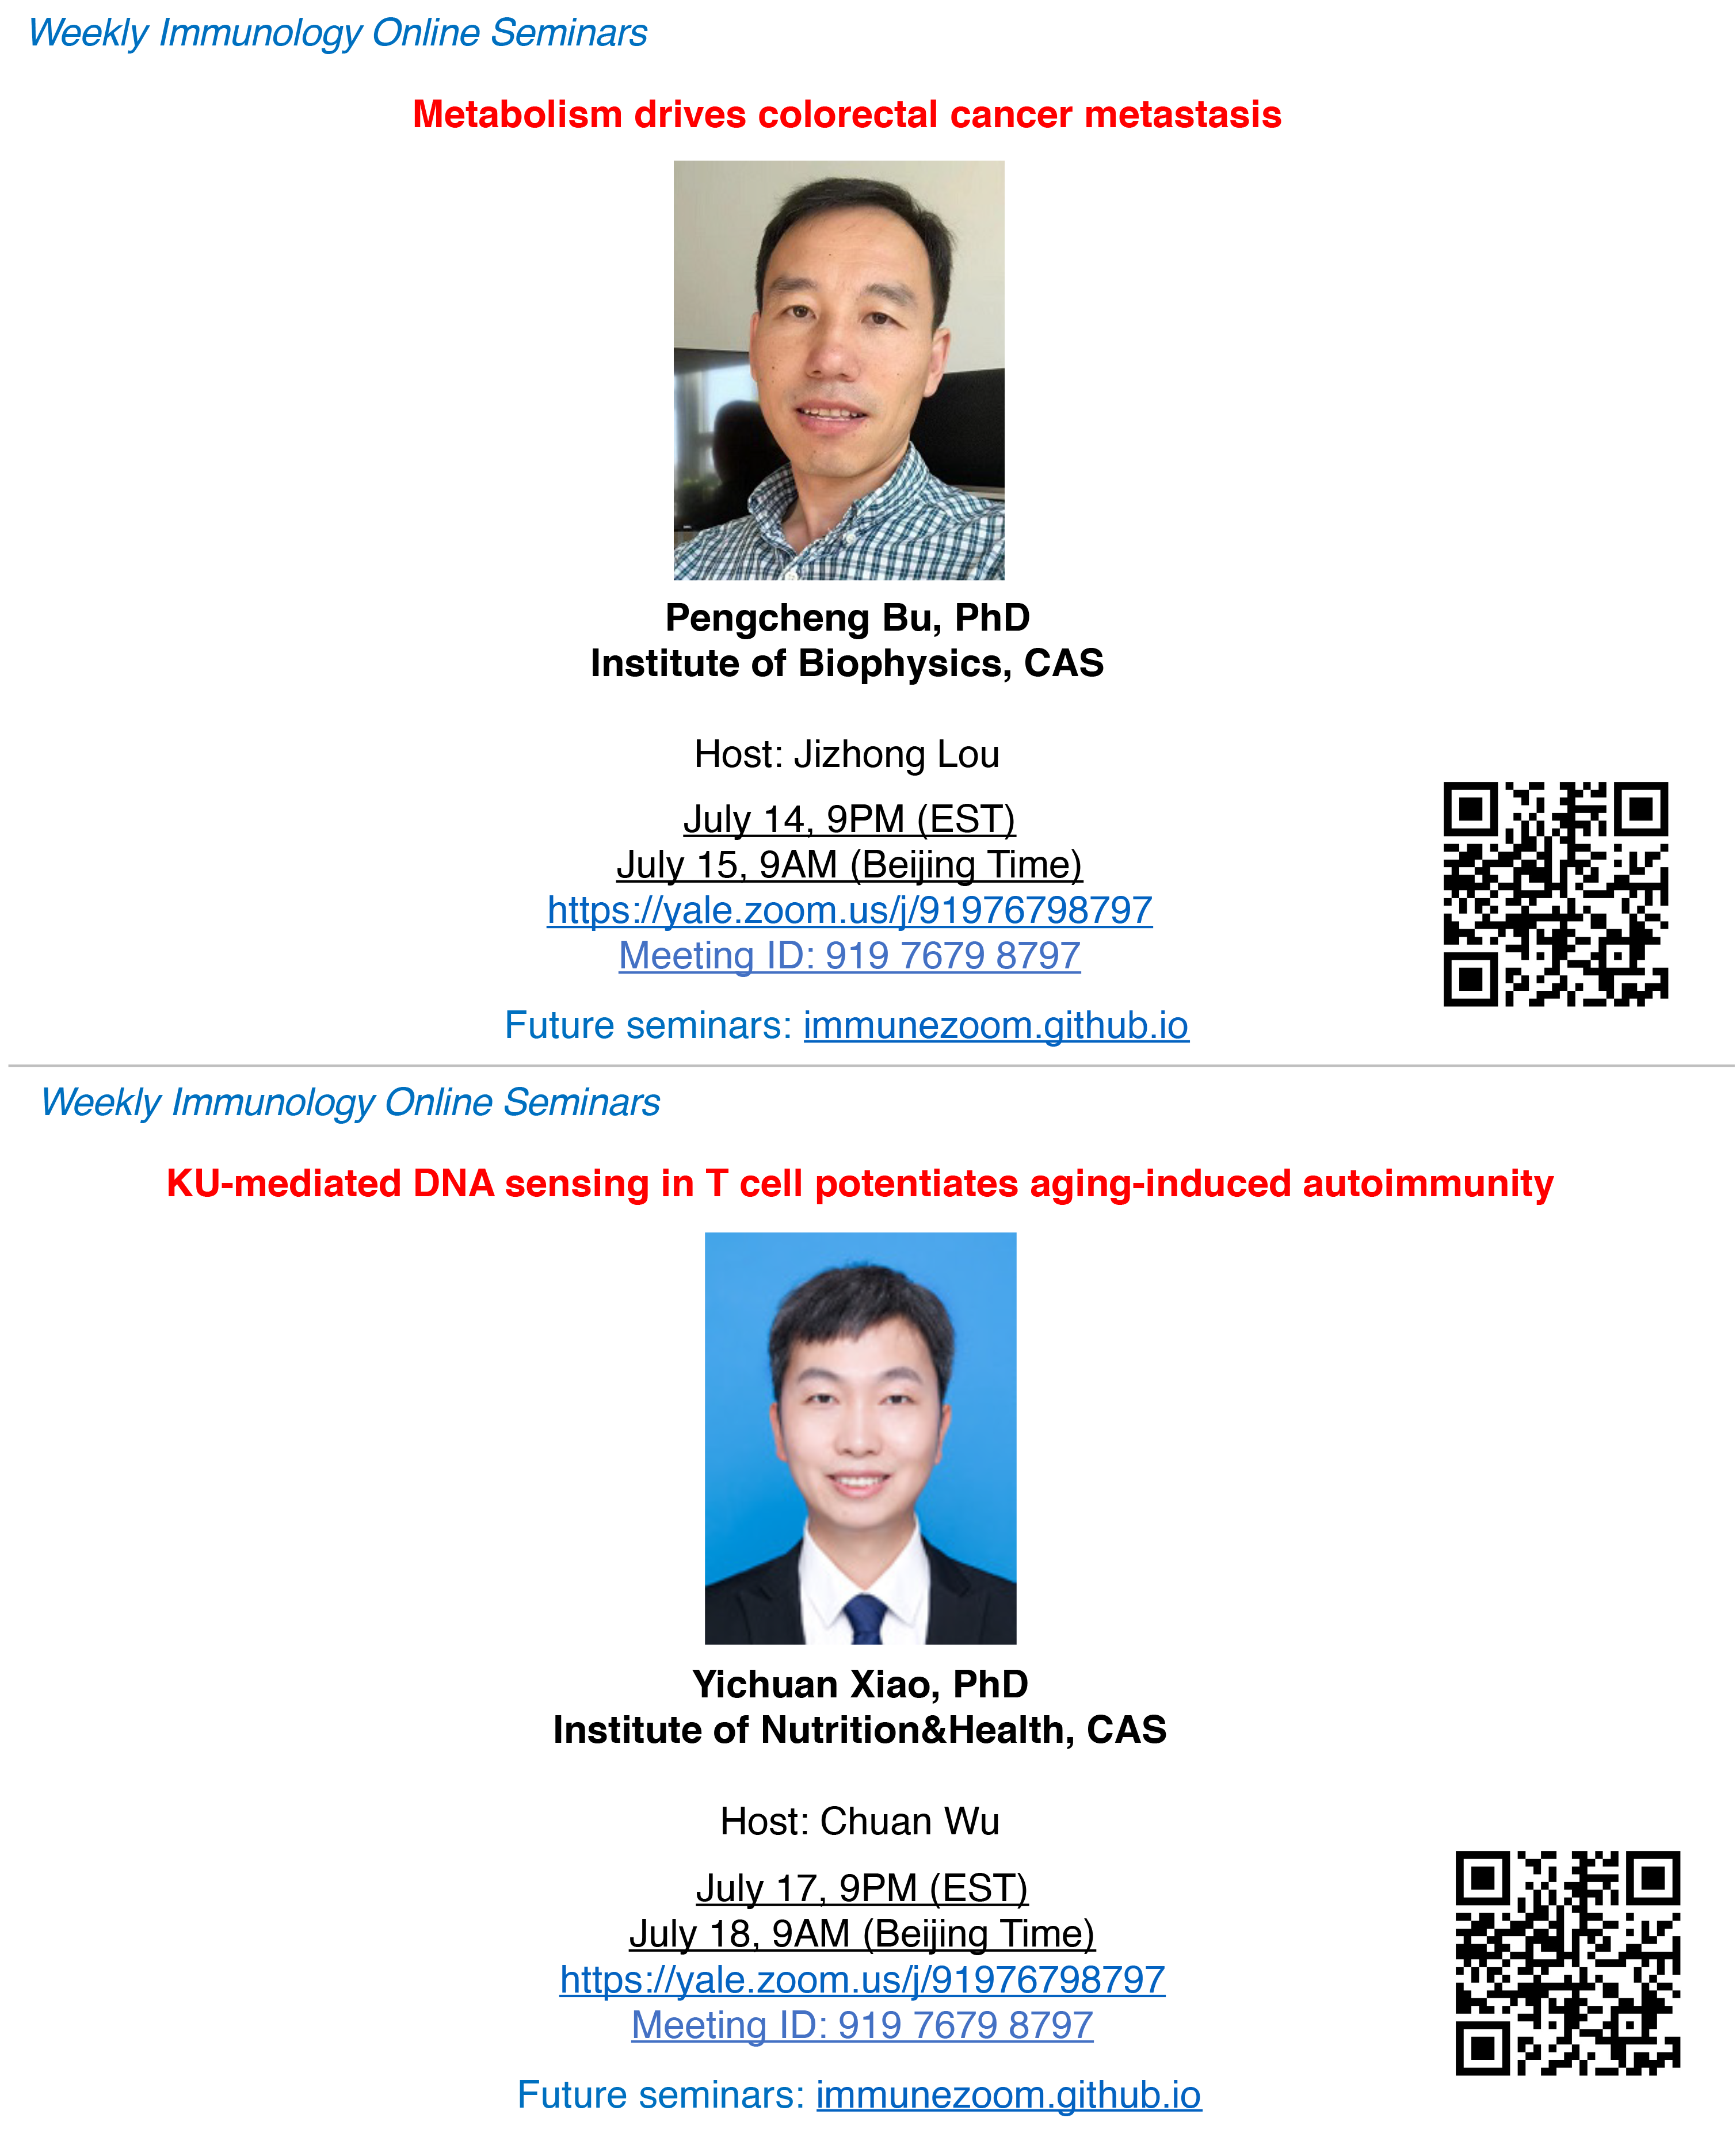 Weekly Immunology Online Seminars
Metabolism drives colorectal cancer metastasis
Pengcheng Bu, PhD
Institute of Biophysics, CAS
Host: Jizhong Lou
July 14, 9PM (EST)
July 15, 9AM (Beijing Time)
https://yale.zoom.us/j/91976798797
Meeting ID: 919 7679 8797
Future seminars: immunezoom.github.io
Weekly Immunology Online Seminars
KU-mediated DNA sensing in T cell potentiates aging-induced autoimmunity
Yichuan Xiao, PhD
Institute of Nutrition&Health, CAS
Host: Chuan Wu
July 17, 9PM (EST)
July 18, 9AM (Beijing Time)
https://yale.zoom.us/j/91976798797
Meeting ID: 919 7679 8797
Future seminars: immunezoom.github.io